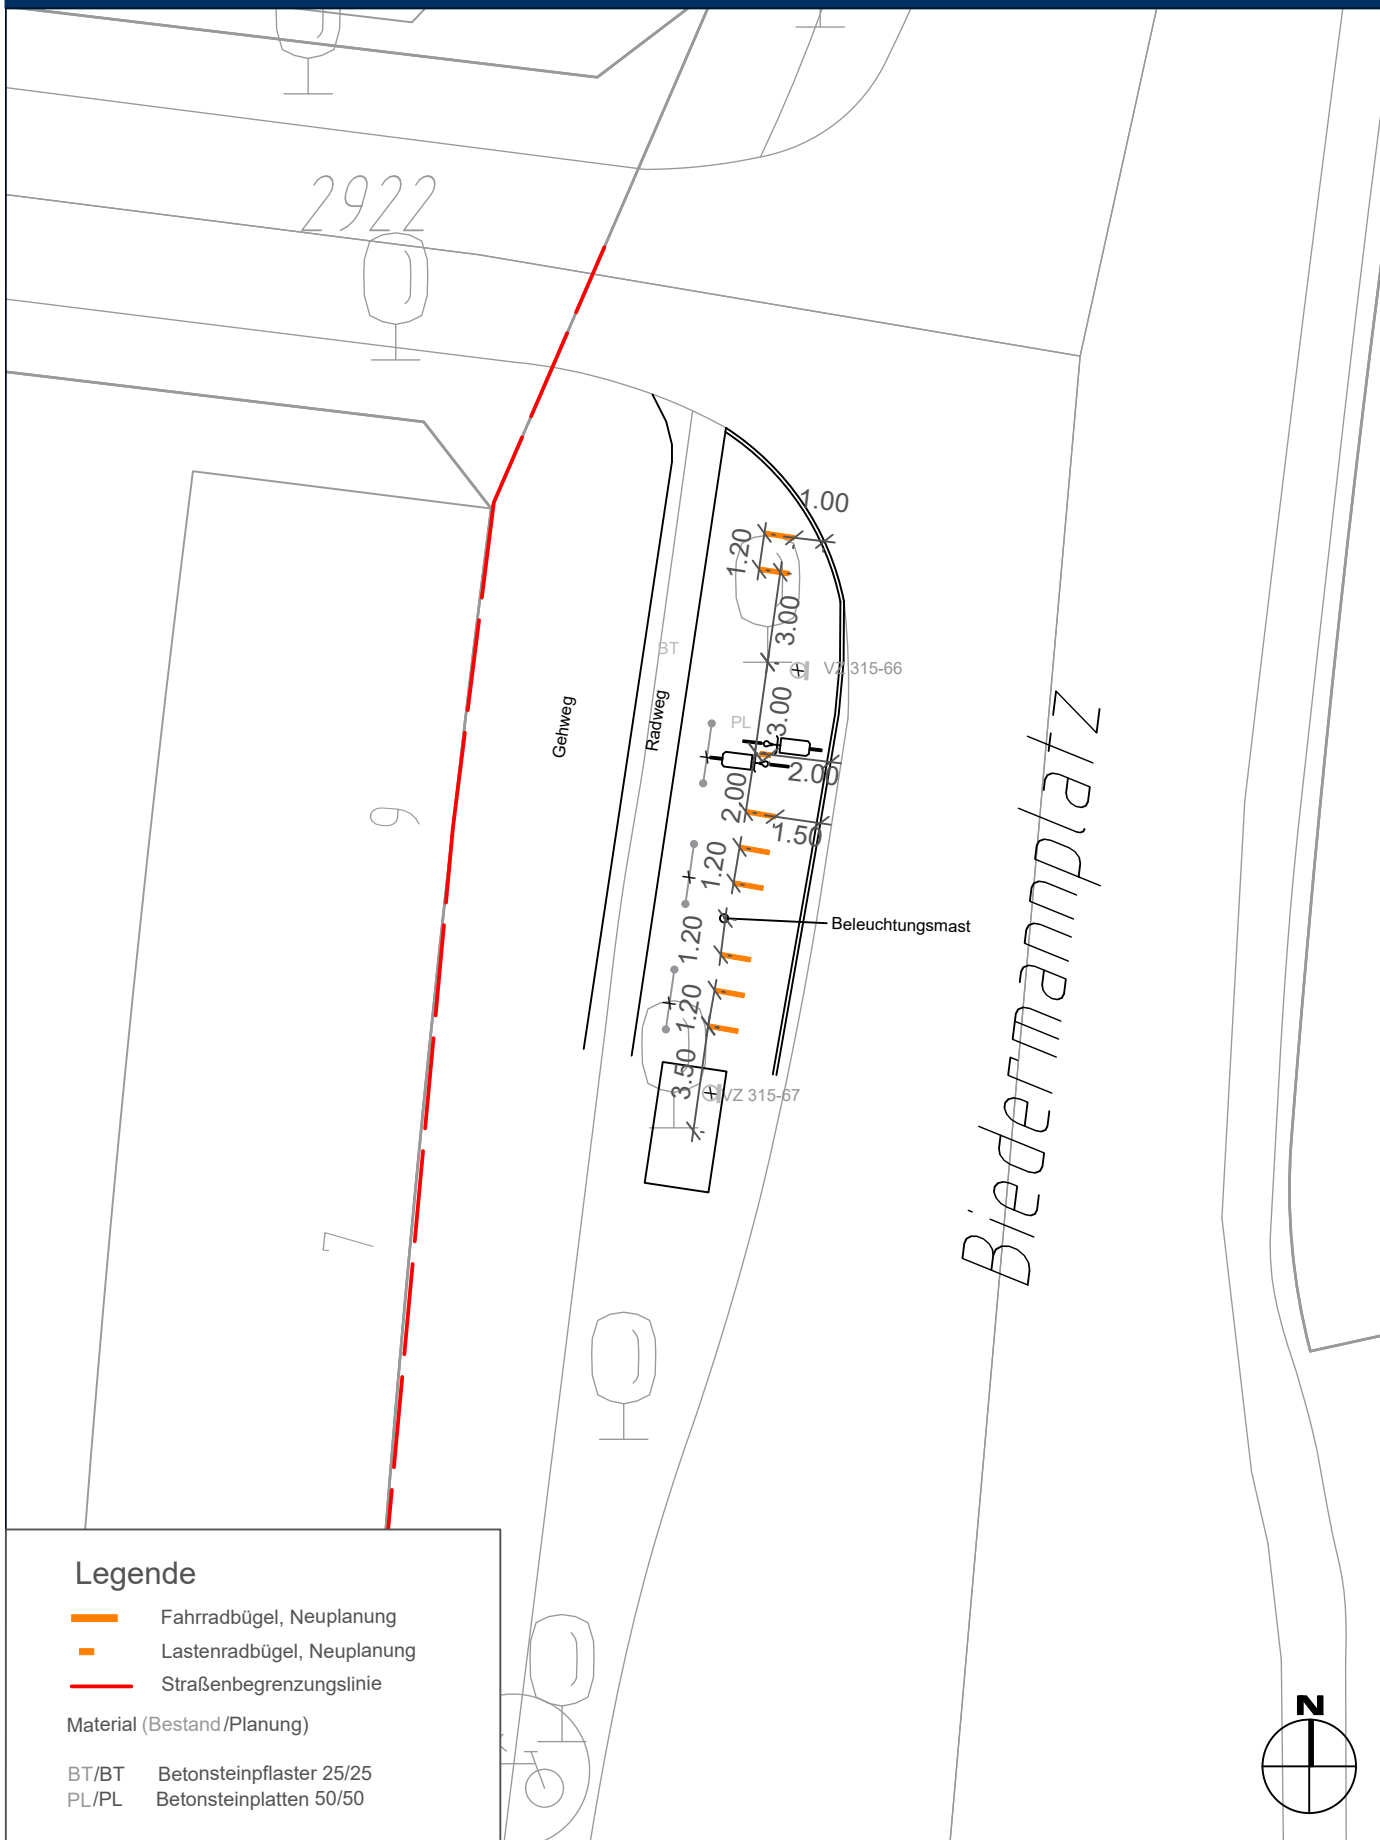 2922
1.00
1.20
3.00
BT
VZ 315-66
Gehweg
Radweg
3.00
PL
2.00
2.00
1.50
1.20
Beleuchtungsmast
1.20
1.20
3.50
VZ 315-67
Biedermannplatz
9
7
Legende
Fahrradbügel, Neuplanung
Lastenradbügel, Neuplanung
Straßenbegrenzungslinie
Material (Bestand/Planung)
BT/BT Betonsteinpflaster 25/25
PL/PL Betonsteinplatten 50/50
N